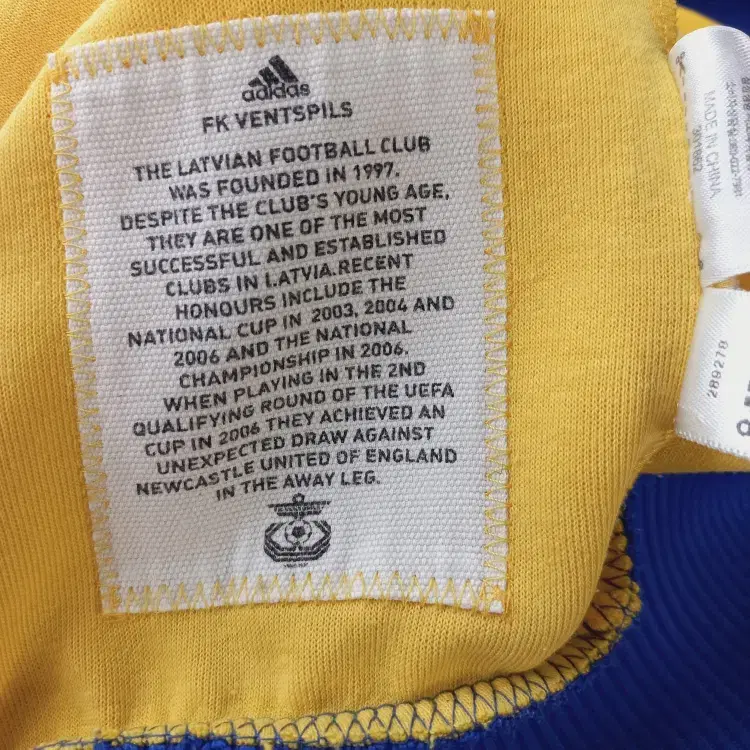 adidas
FK VENTSPILS
THE LATVIAN FOOTBALL CLUB
WAS FOUNDED IN 1997.
DESPITE THE CLUB'S YOUNG AGE,
THEY ARE ONE OF THE MOST
SUCCESSFUL AND ESTABLISHED
CLUBS IN LATVIA.RECENT
HONOURS INCLUDE THE
NATIONAL CUP IN 2003, 2004 AND
2006 AND THE NATIONAL
CHAMPIONSHIP IN 2006.
WHEN PLAYING IN THE 2ND
QUALIFYING ROUND OF THE UEFA
CUP IN 2006 THEY ACHIEVED AN
UNEXPECTED DRAW AGAINST
NEWCASTLE UNITED OF ENGLAND
IN THE AWAY LEG.
MADE IN CHINA
289278